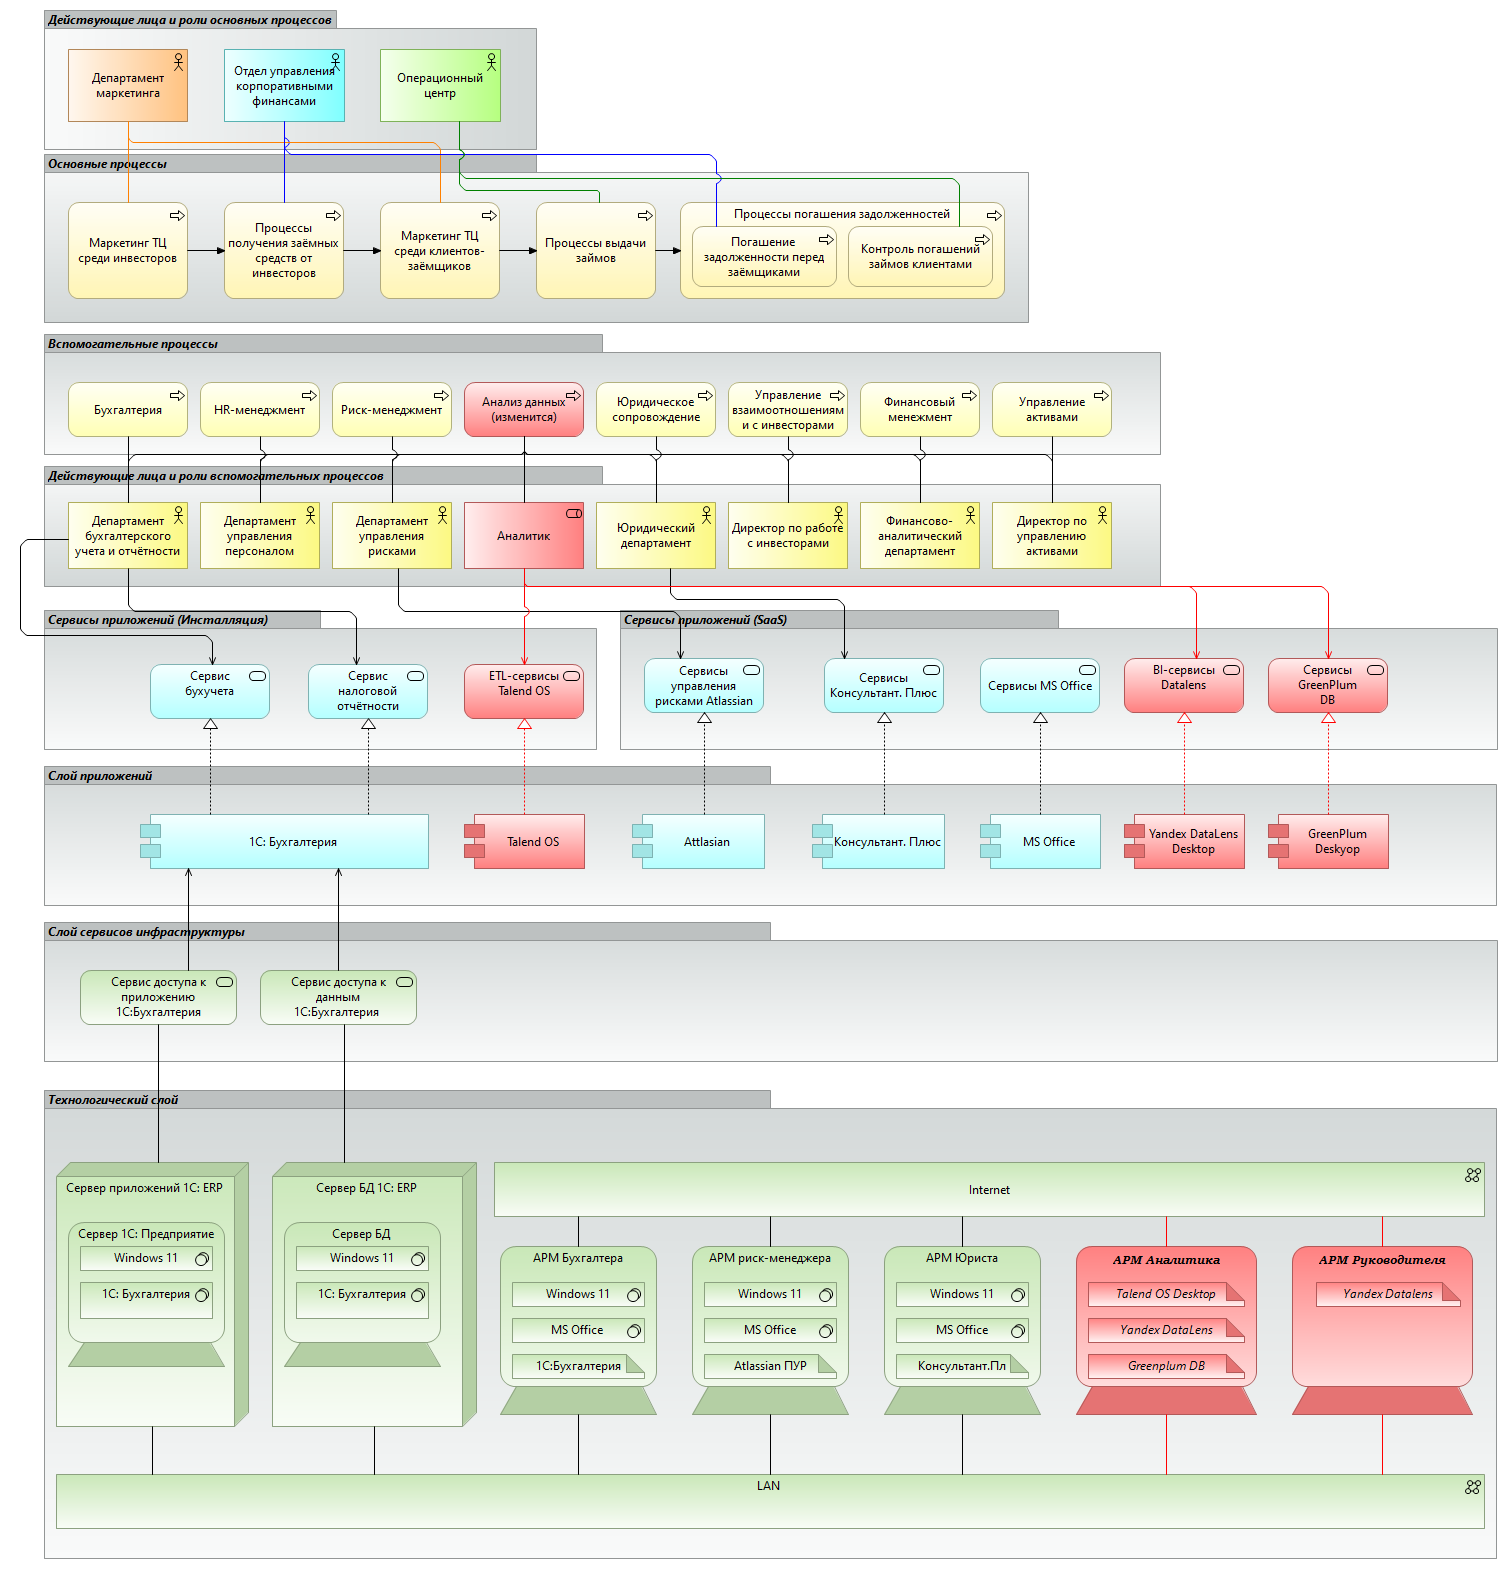 Действующие лица и роли основных процессов
Департамент
маркетинга
Отдел управления
корпоративными
финансами
Операционный
центр
Основные процессы
Маркетинг ТЦ
среди инвесторов
Процессы
получения заёмных
средств от
инвесторов
Маркетинг ТЦ
среди клиентов-
заёмщиков
Процессы выдачи
займов
Процессы погашения задолженностей
Погашение
задолженности перед
заёмщиками
Контроль погашений
займов клиентами
Вспомогательные процессы
Бухгалтерия
HR-менеджмент
Риск-менеджмент
Анализ данных
(изменится)
Юридическое
сопровождение
Управление
взаимоотношениям
и с инвесторами
Финансовый
менежмент
Управление
активами
Действующие лица и роли вспомогательных процессов
Департамент
бухгалтерского
учета и отчётности
Департамент
управления
персоналом
Департамент
управления
рисками
Аналитик
Юридический
департамент
Директор по работе
с инвесторами
Финансово-
аналитический
департамент
Директор по
управлению
активами
Сервисы приложений (Инсталляция)
Сервисы приложений (SaaS)
Сервис
бухучета
Сервис
налоговой
отчётности
ETL-сервисы
Talend OS
Сервисы
управления
рисками Atlassian
Сервисы
Консультант. Плюс
Сервисы MS Office
BI-сервисы
Datalens
Сервисы
GreenPlum
DB
Слой приложений
1С: Бухгалтерия
Talend OS
Attlasian
Консультант. Плюс
MS Office
Yandex DataLens
Desktop
GreenPlum
Deskyop
Слой сервисов инфраструктуры
Сервис доступа к
приложению
1С:Бухгалтерия
Сервис доступа к
данным
1С:Бухгалтерия
Технологический слой
Сервер приложений 1С: ERP
Сервер 1С: Предприятие
Windows 11
1С: Бухгалтерия
Сервер БД 1С: ERP
Сервер БД
Windows 11
1С: Бухгалтерия
Internet
АРМ Бухгалтера
Windows 11
MS Office
1С:Бухгалтерия
АРМ риск-менеджера
Windows 11
MS Office
Atlassian ПУР
АРМ Юриста
Windows 11
MS Office
Консультант.Пл
АРМ Аналитика
Talend OS Desktop
Yandex DataLens
Greenplum DB
АРМ Руководителя
Yandex Datalens
LAN